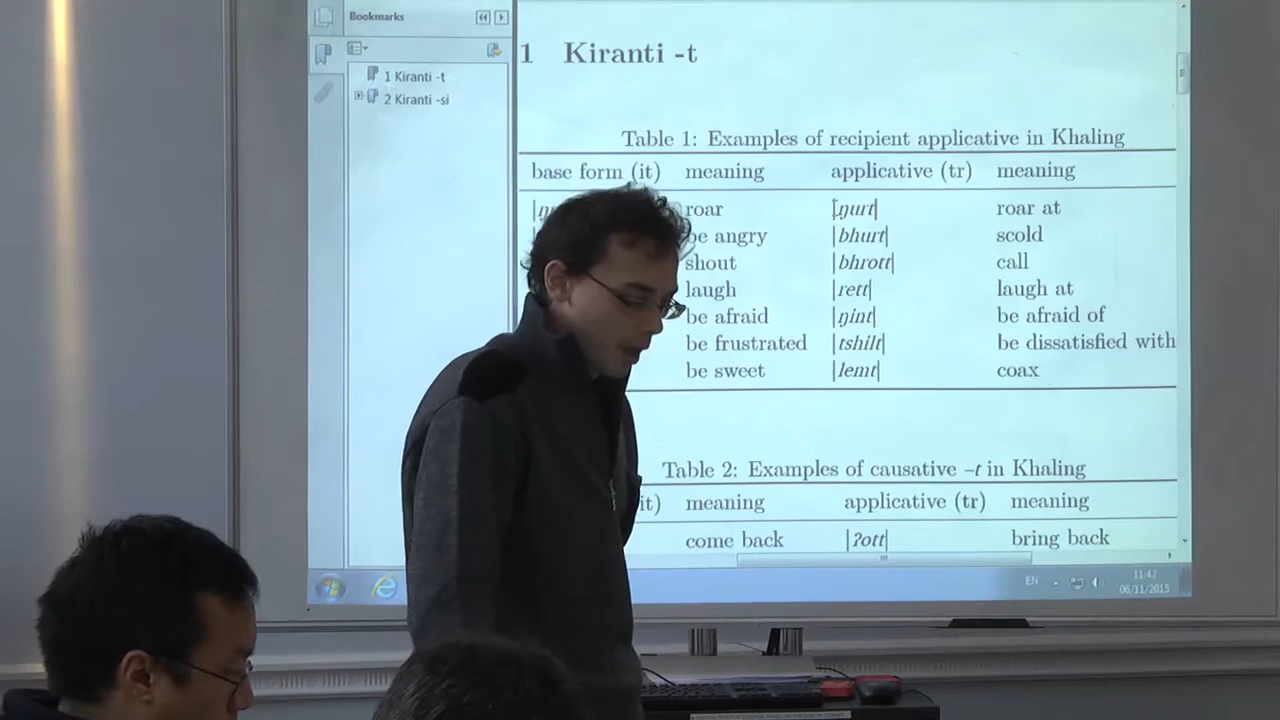 Bookmarks
1 Kiranti -t
2 Kiranti -si
1 Kiranti -t
Table 1: Examples of recipient applicative in Khaling
base form (it) meaning applicative (tr) meaning
roar |ŋurt| roar at
be angry |bhurt| scold
shout |bhrott| call
laugh |rett| laugh at
be afraid |ŋint| be afraid of
be frustrated |tshilt| be dissatisfied with
be sweet |lemt| coax
Table 2: Examples of causative –t in Khaling
it) meaning applicative (tr) meaning
come back |ʔott| bring back
EN
11:42
06/11/2015